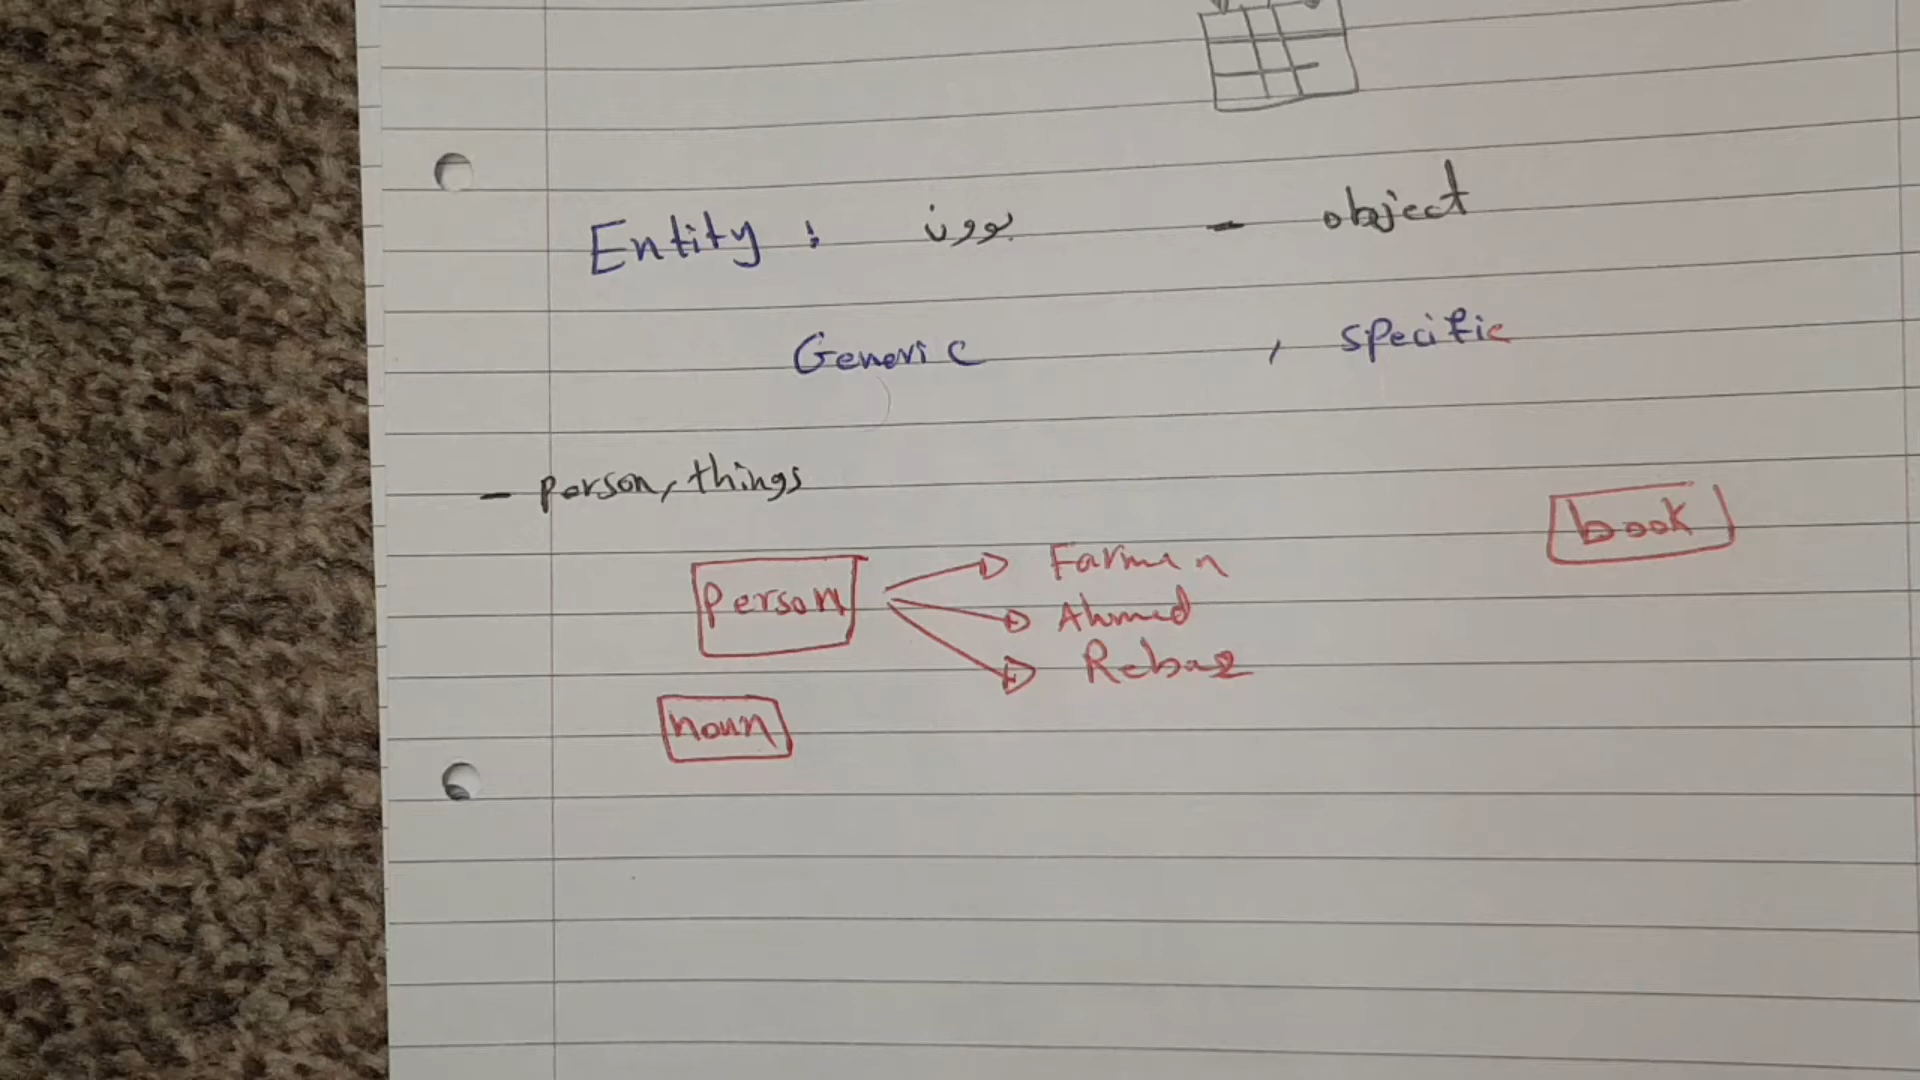 Entity : بوون - object
Generic , specific
- person, things
book
person
Farman
Ahmed
Rebaz
noun